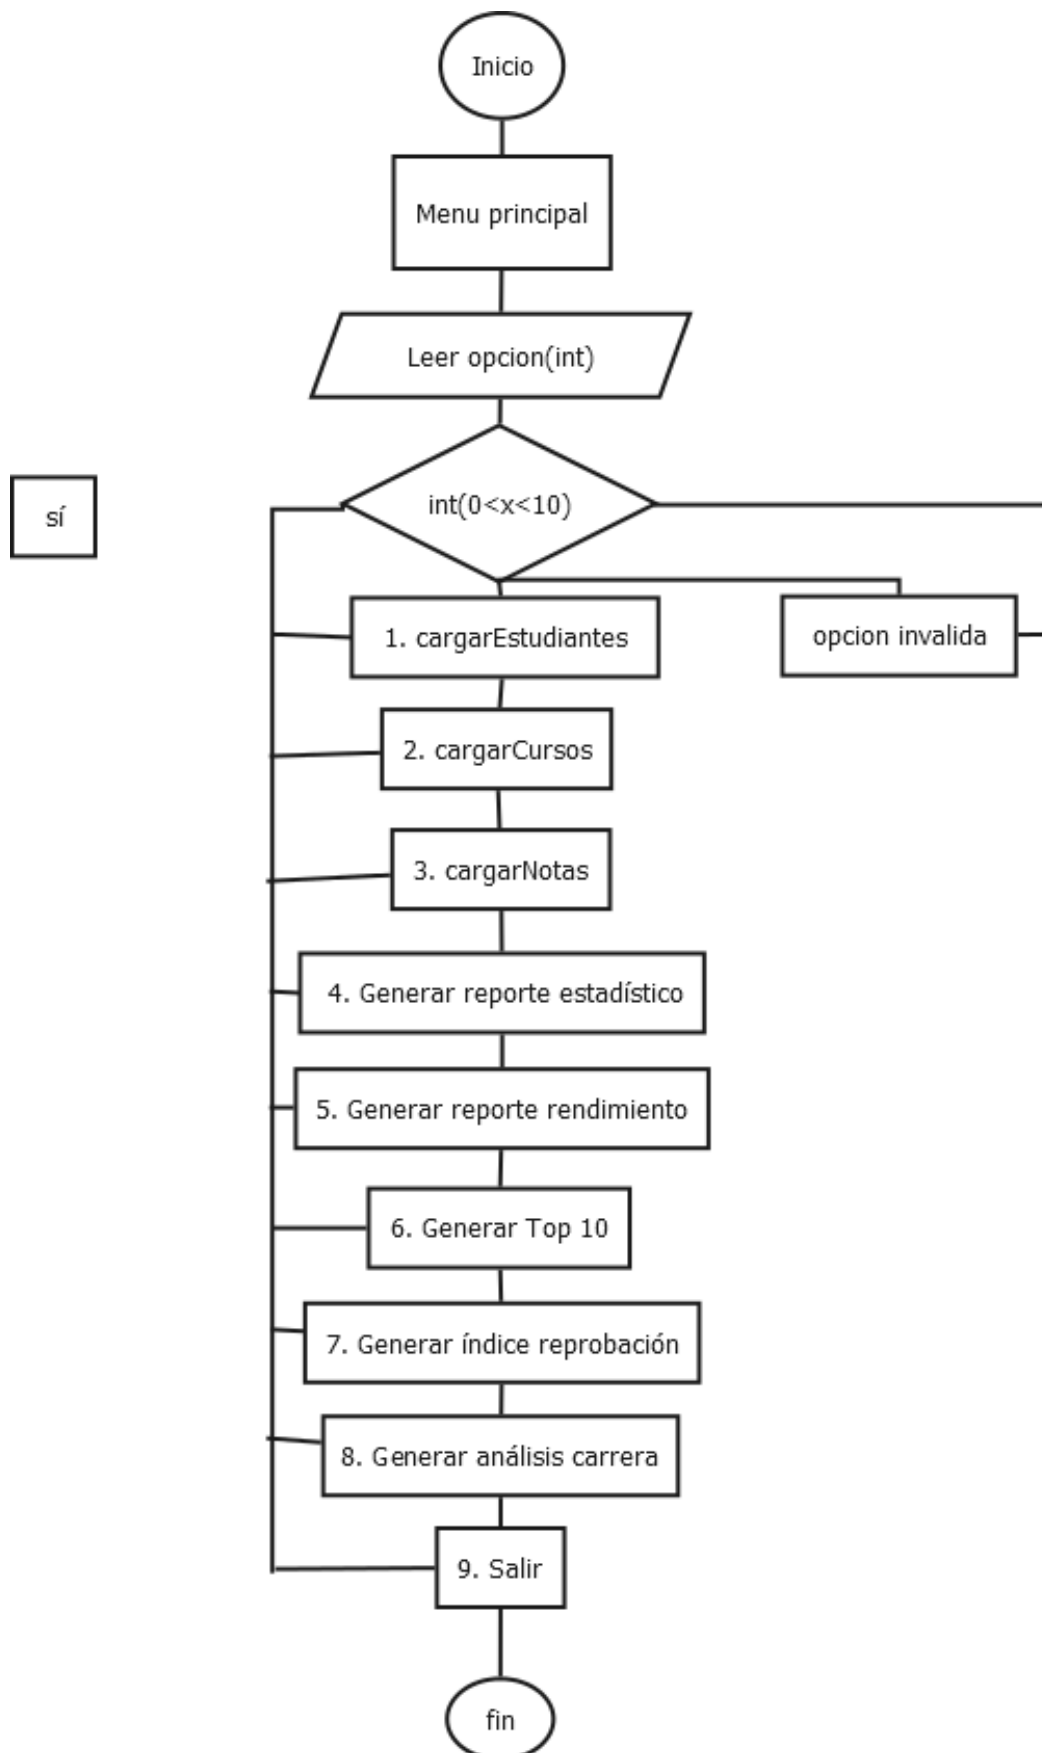 Inicio
Menu principal
Leer opcion(int)
int(0<x<10)
sí
1. cargarEstudiantes
opcion invalida
2. cargarCursos
3. cargarNotas
4. Generar reporte estadístico
5. Generar reporte rendimiento
6. Generar Top 10
7. Generar índice reprobación
8. Generar análisis carrera
9. Salir
fin